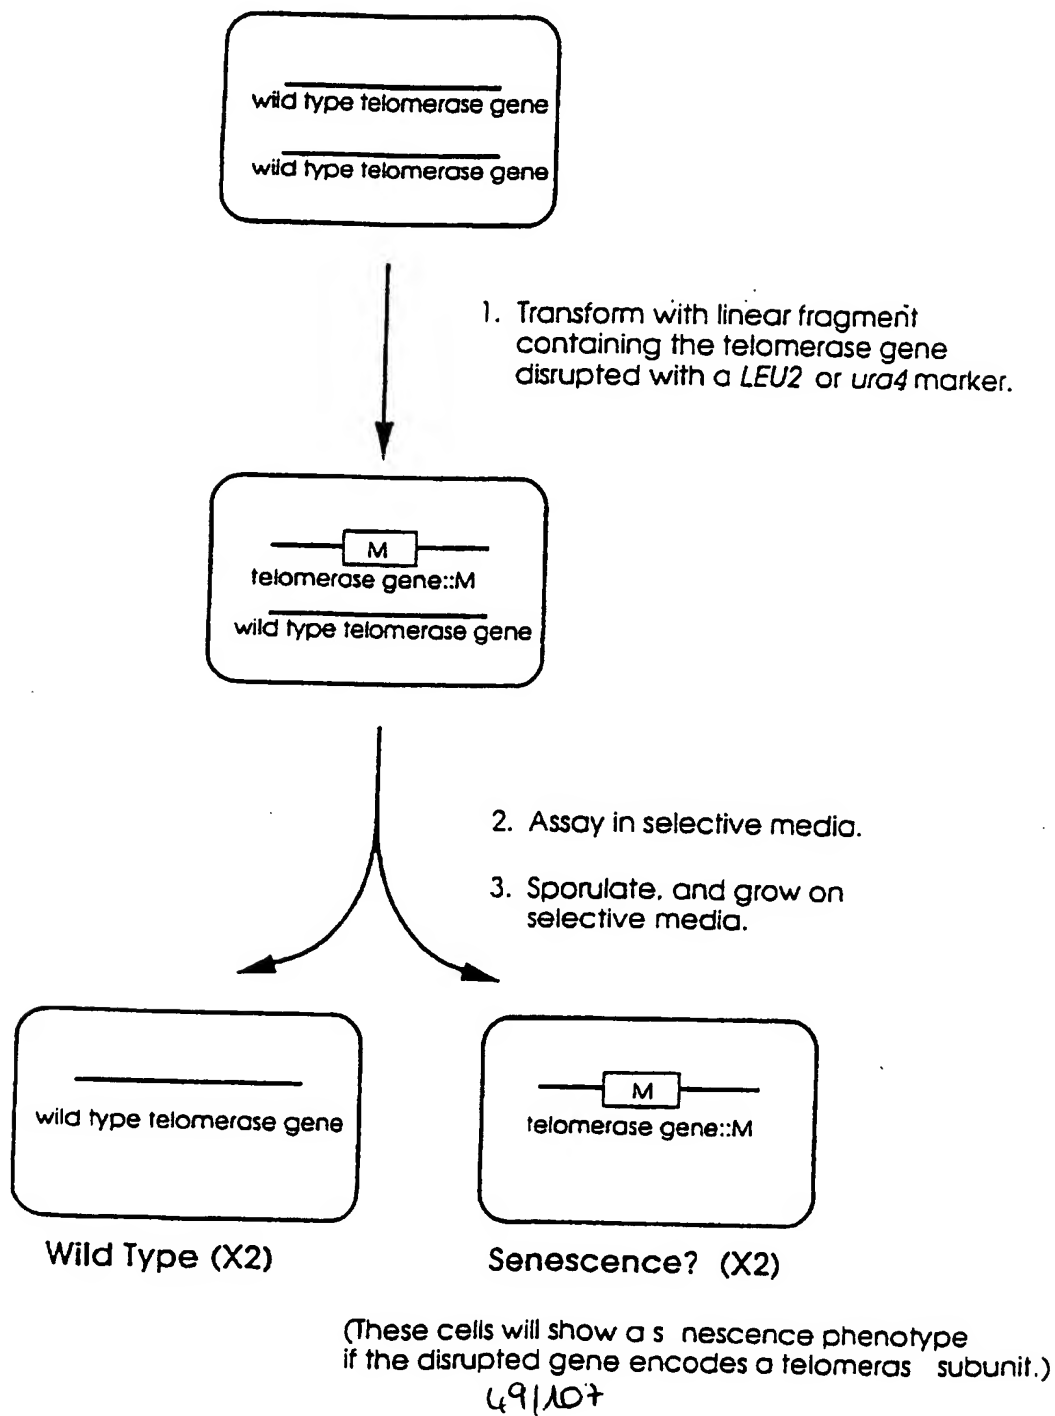 wild type telomerase gene
wild type telomerase gene
1. Transform with linear fragment
containing the telomerase gene
disrupted with a LEU2 or ura4 marker.
M
telomerase gene::M
wild type telomerase gene
2. Assay in selective media.
3. Sporulate, and grow on
selective media.
wild type telomerase gene
Wild Type (X2)
M
telomerase gene::M
Senescence? (X2)
(These cells will show a s nescence phenotype
if the disrupted gene encodes a telomeras subunit.)
49/107